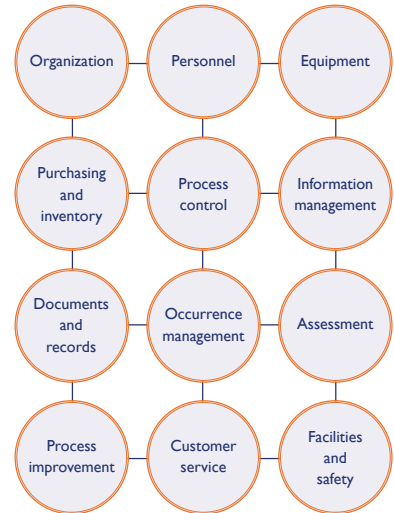 Organization
Personnel
Equipment
Purchasing
and
inventory
Process
control
Information
management
Documents
and
records
Occurrence
management
Assessment
Process
improvement
Customer
service
Facilities
and
safety